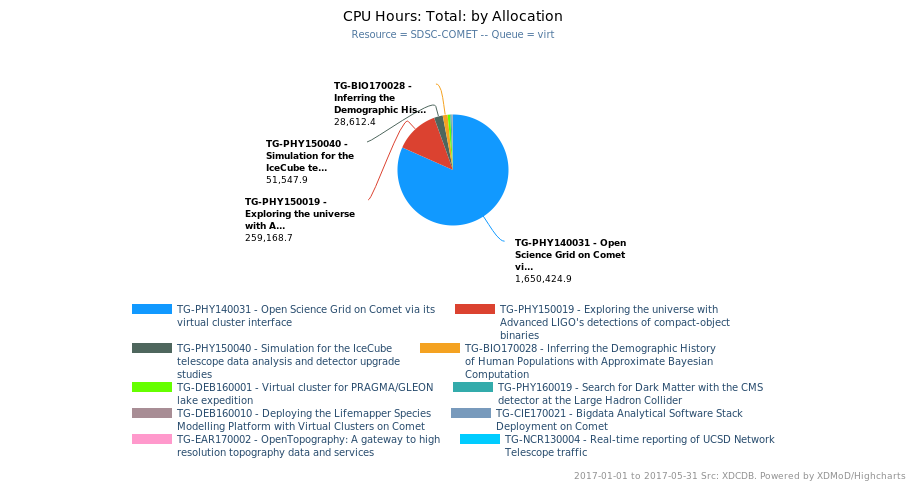 CPU Hours: Total: by Allocation
Resource = SDSC-COMET -- Queue = virt
TG-BIO170028 -
Inferring the
Demographic His...
28,612.4
TG-PHY150040 -
Simulation for the
IceCube te...
51,547.9
TG-PHY150019 -
Exploring the universe
with A...
259,168.7
TG-PHY140031 - Open
Science Grid on Comet
vi...
1,650,424.9
TG-PHY140031 - Open Science Grid on Comet via its
virtual cluster interface
TG-PHY150019 - Exploring the universe with
Advanced LIGO's detections of compact-object
binaries
TG-PHY150040 - Simulation for the IceCube
telescope data analysis and detector upgrade
studies
TG-BIO170028 - Inferring the Demographic History
of Human Populations with Approximate Bayesian
Computation
TG-DEB160001 - Virtual cluster for PRAGMA/GLEON
lake expedition
TG-PHY160019 - Search for Dark Matter with the CMS
detector at the Large Hadron Collider
TG-DEB160010 - Deploying the Lifemapper Species
Modelling Platform with Virtual Clusters on Comet
TG-CIE170021 - Bigdata Analytical Software Stack
Deployment on Comet
TG-EAR170002 - OpenTopography: A gateway to high
resolution topography data and services
TG-NCR130004 - Real-time reporting of UCSD Network
Telescope traffic
2017-01-01 to 2017-05-31 Src: XDCDB. Powered by XDMoD/Highcharts